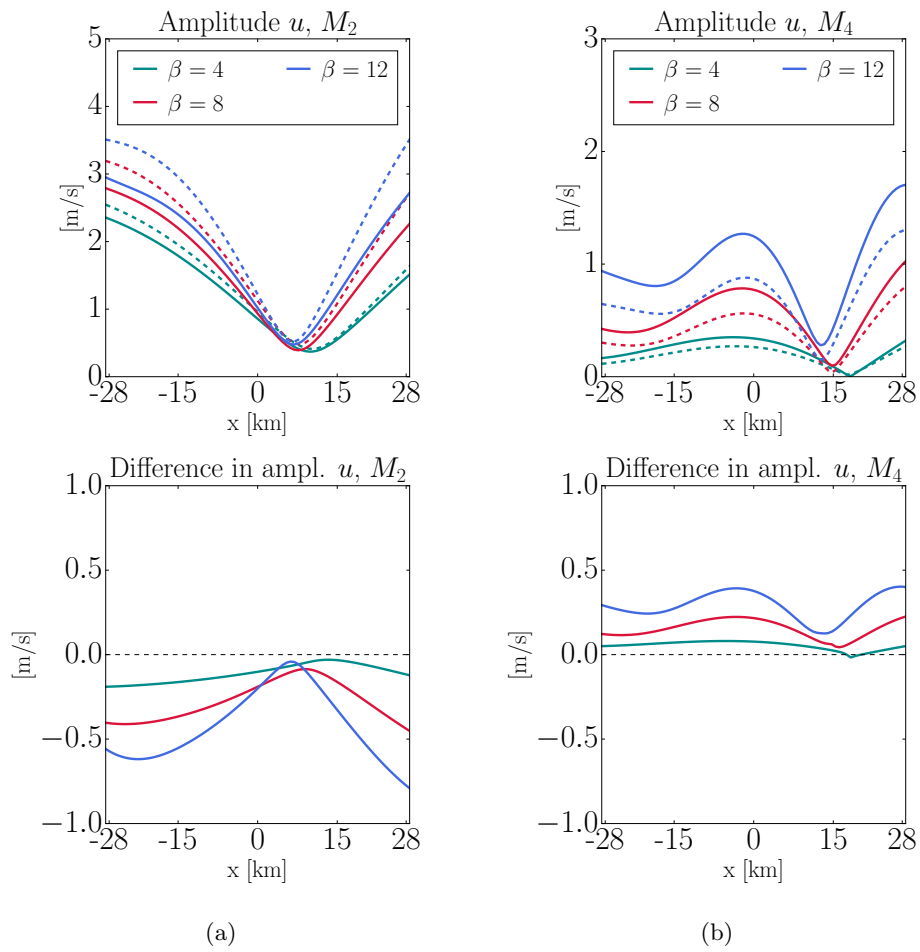 Amplitude u, M₂
5
4
3
2
1
0
[m/s]
β = 4
β = 8
β = 12
-28 -15 0 15 28
x [km]
Amplitude u, M₄
3
2
1
0
[m/s]
β = 4
β = 8
β = 12
-28 -15 0 15 28
x [km]
Difference in ampl. u, M₂
1.0
0.5
0.0
−0.5
−1.0
[m/s]
-28 -15 0 15 28
x [km]
(a)
Difference in ampl. u, M₄
1.0
0.5
0.0
−0.5
−1.0
[m/s]
-28 -15 0 15 28
x [km]
(b)